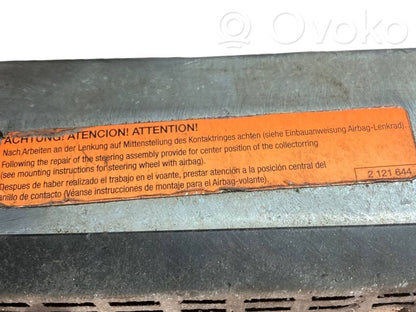 Ovoko
ACHTUNG! ATENCION! ATTENTION!
Nach Arbeiten an der Lenkung auf Mittenstellung des Kontaktringes achten (siehe Einbauanweisung Airbag-Lenkrad)
Following the repair of the steering assembly provide for center position of the collectorring
(see mounting instructions for steering wheel with airbag).
Despues de haber realizado el trabajo en el voante, prestar atención a la posición central del
anillo de contacto (Véanse instrucciones de montaje para el Airbag-volante).
2 121 644
Ovoko
Ovoko